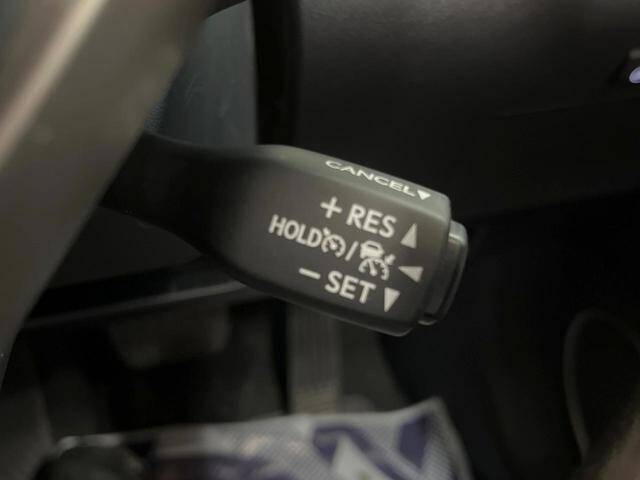 CANCEL
+ RES
HOLD /
− SET